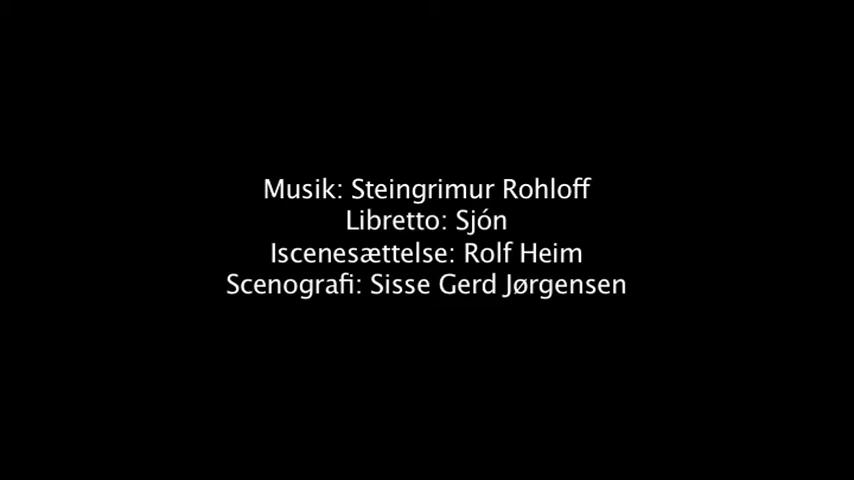 Musik: Steingrimur Rohloff
Libretto: Sjón
Iscenesættelse: Rolf Heim
Scenografi: Sisse Gerd Jørgensen